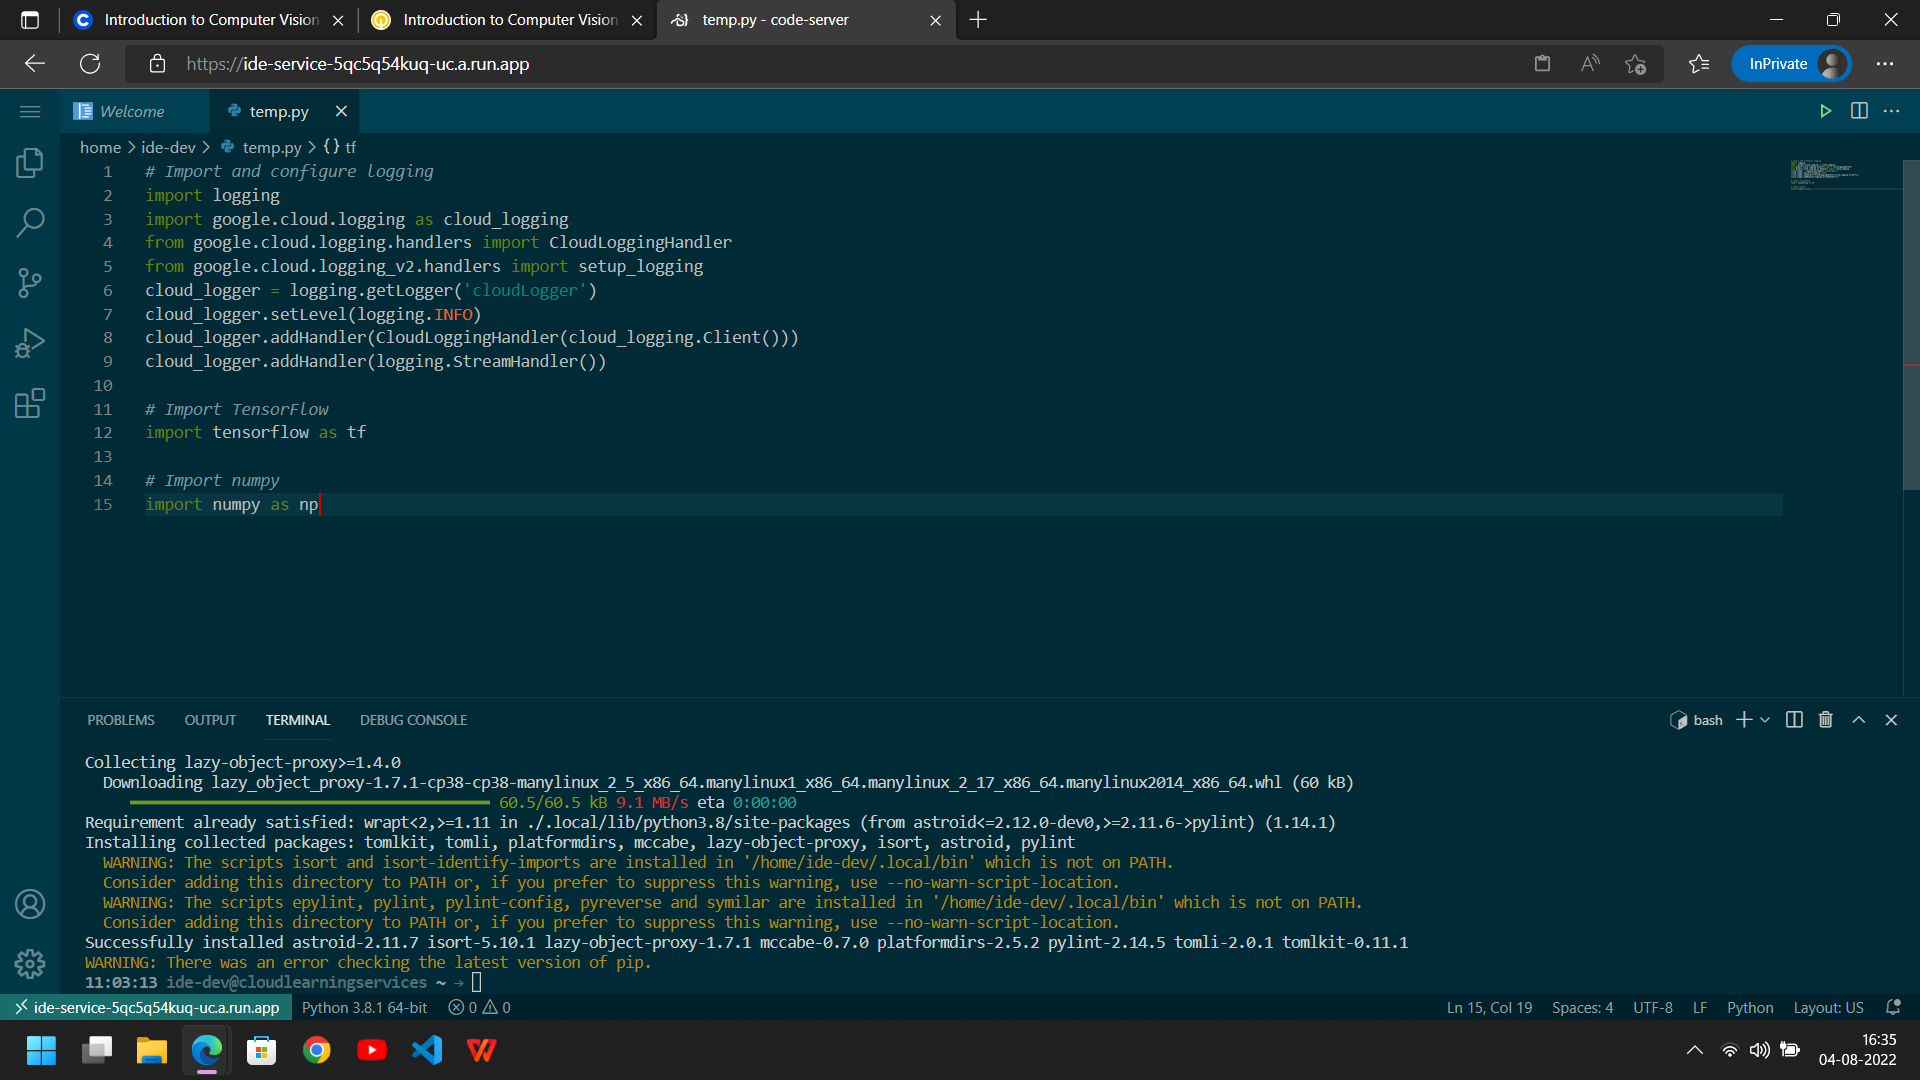 Introduction to Computer Vision
Introduction to Computer Vision
temp.py - code-server
https://ide-service-5qc5q54kuq-uc.a.run.app
InPrivate
Welcome
temp.py
home > ide-dev > temp.py > {} tf
1 # Import and configure logging
2 import logging
3 import google.cloud.logging as cloud_logging
4 from google.cloud.logging.handlers import CloudLoggingHandler
5 from google.cloud.logging_v2.handlers import setup_logging
6 cloud_logger = logging.getLogger('cloudLogger')
7 cloud_logger.setLevel(logging.INFO)
8 cloud_logger.addHandler(CloudLoggingHandler(cloud_logging.Client()))
9 cloud_logger.addHandler(logging.StreamHandler())
10
11 # Import TensorFlow
12 import tensorflow as tf
13
14 # Import numpy
15 import numpy as np
PROBLEMS OUTPUT TERMINAL DEBUG CONSOLE
bash
Collecting lazy-object-proxy>=1.4.0
Downloading lazy_object_proxy-1.7.1-cp38-cp38-manylinux_2_5_x86_64.manylinux1_x86_64.manylinux_2_17_x86_64.manylinux2014_x86_64.whl (60 kB)
60.5/60.5 kB 9.1 MB/s eta 0:00:00
Requirement already satisfied: wrapt<2,>=1.11 in ./.local/lib/python3.8/site-packages (from astroid<=2.12.0-dev0,>=2.11.6->pylint) (1.14.1)
Installing collected packages: tomlkit, tomli, platformdirs, mccabe, lazy-object-proxy, isort, astroid, pylint
WARNING: The scripts isort and isort-identify-imports are installed in '/home/ide-dev/.local/bin' which is not on PATH.
Consider adding this directory to PATH or, if you prefer to suppress this warning, use --no-warn-script-location.
WARNING: The scripts epylint, pylint, pylint-config, pyreverse and symilar are installed in '/home/ide-dev/.local/bin' which is not on PATH.
Consider adding this directory to PATH or, if you prefer to suppress this warning, use --no-warn-script-location.
Successfully installed astroid-2.11.7 isort-5.10.1 lazy-object-proxy-1.7.1 mccabe-0.7.0 platformdirs-2.5.2 pylint-2.14.5 tomli-2.0.1 tomlkit-0.11.1
WARNING: There was an error checking the latest version of pip.
11:03:13 ide-dev@cloudlearningservices ~ →
ide-service-5qc5q54kuq-uc.a.run.app Python 3.8.1 64-bit 0 0 Ln 15, Col 19 Spaces: 4 UTF-8 LF Python Layout: US
16:35
04-08-2022